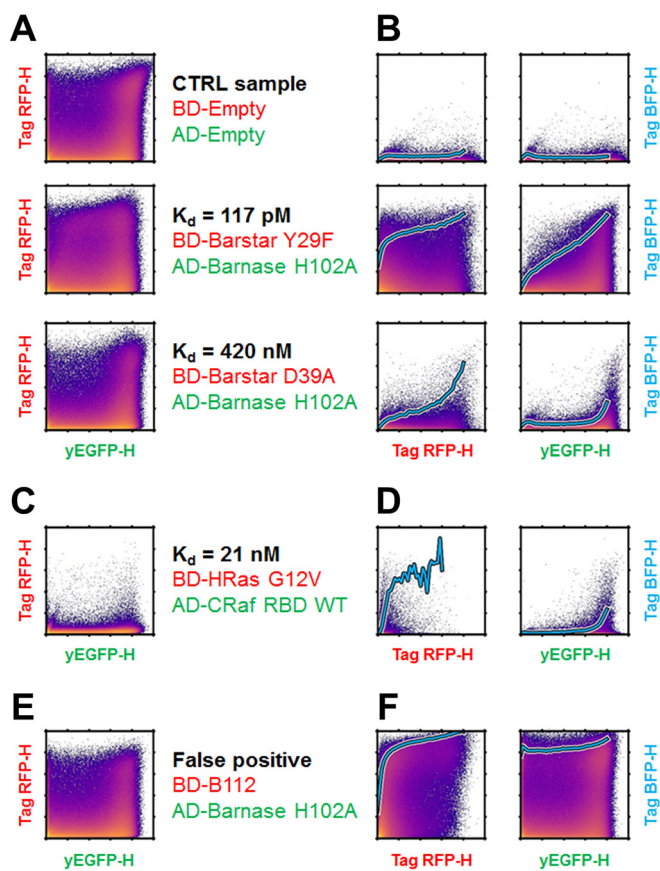 A
B
Tag RFP-H
CTRL sample
BD-Empty
AD-Empty
Tag BFP-H
Tag RFP-H
Kd = 117 pM
BD-Barstar Y29F
AD-Barnase H102A
Tag BFP-H
Tag RFP-H
Kd = 420 nM
BD-Barstar D39A
AD-Barnase H102A
Tag BFP-H
yEGFP-H
Tag RFP-H
yEGFP-H
C
D
Tag RFP-H
Kd = 21 nM
BD-HRas G12V
AD-CRaf RBD WT
Tag BFP-H
yEGFP-H
Tag RFP-H
yEGFP-H
E
F
Tag RFP-H
False positive
BD-B112
AD-Barnase H102A
Tag BFP-H
yEGFP-H
Tag RFP-H
yEGFP-H